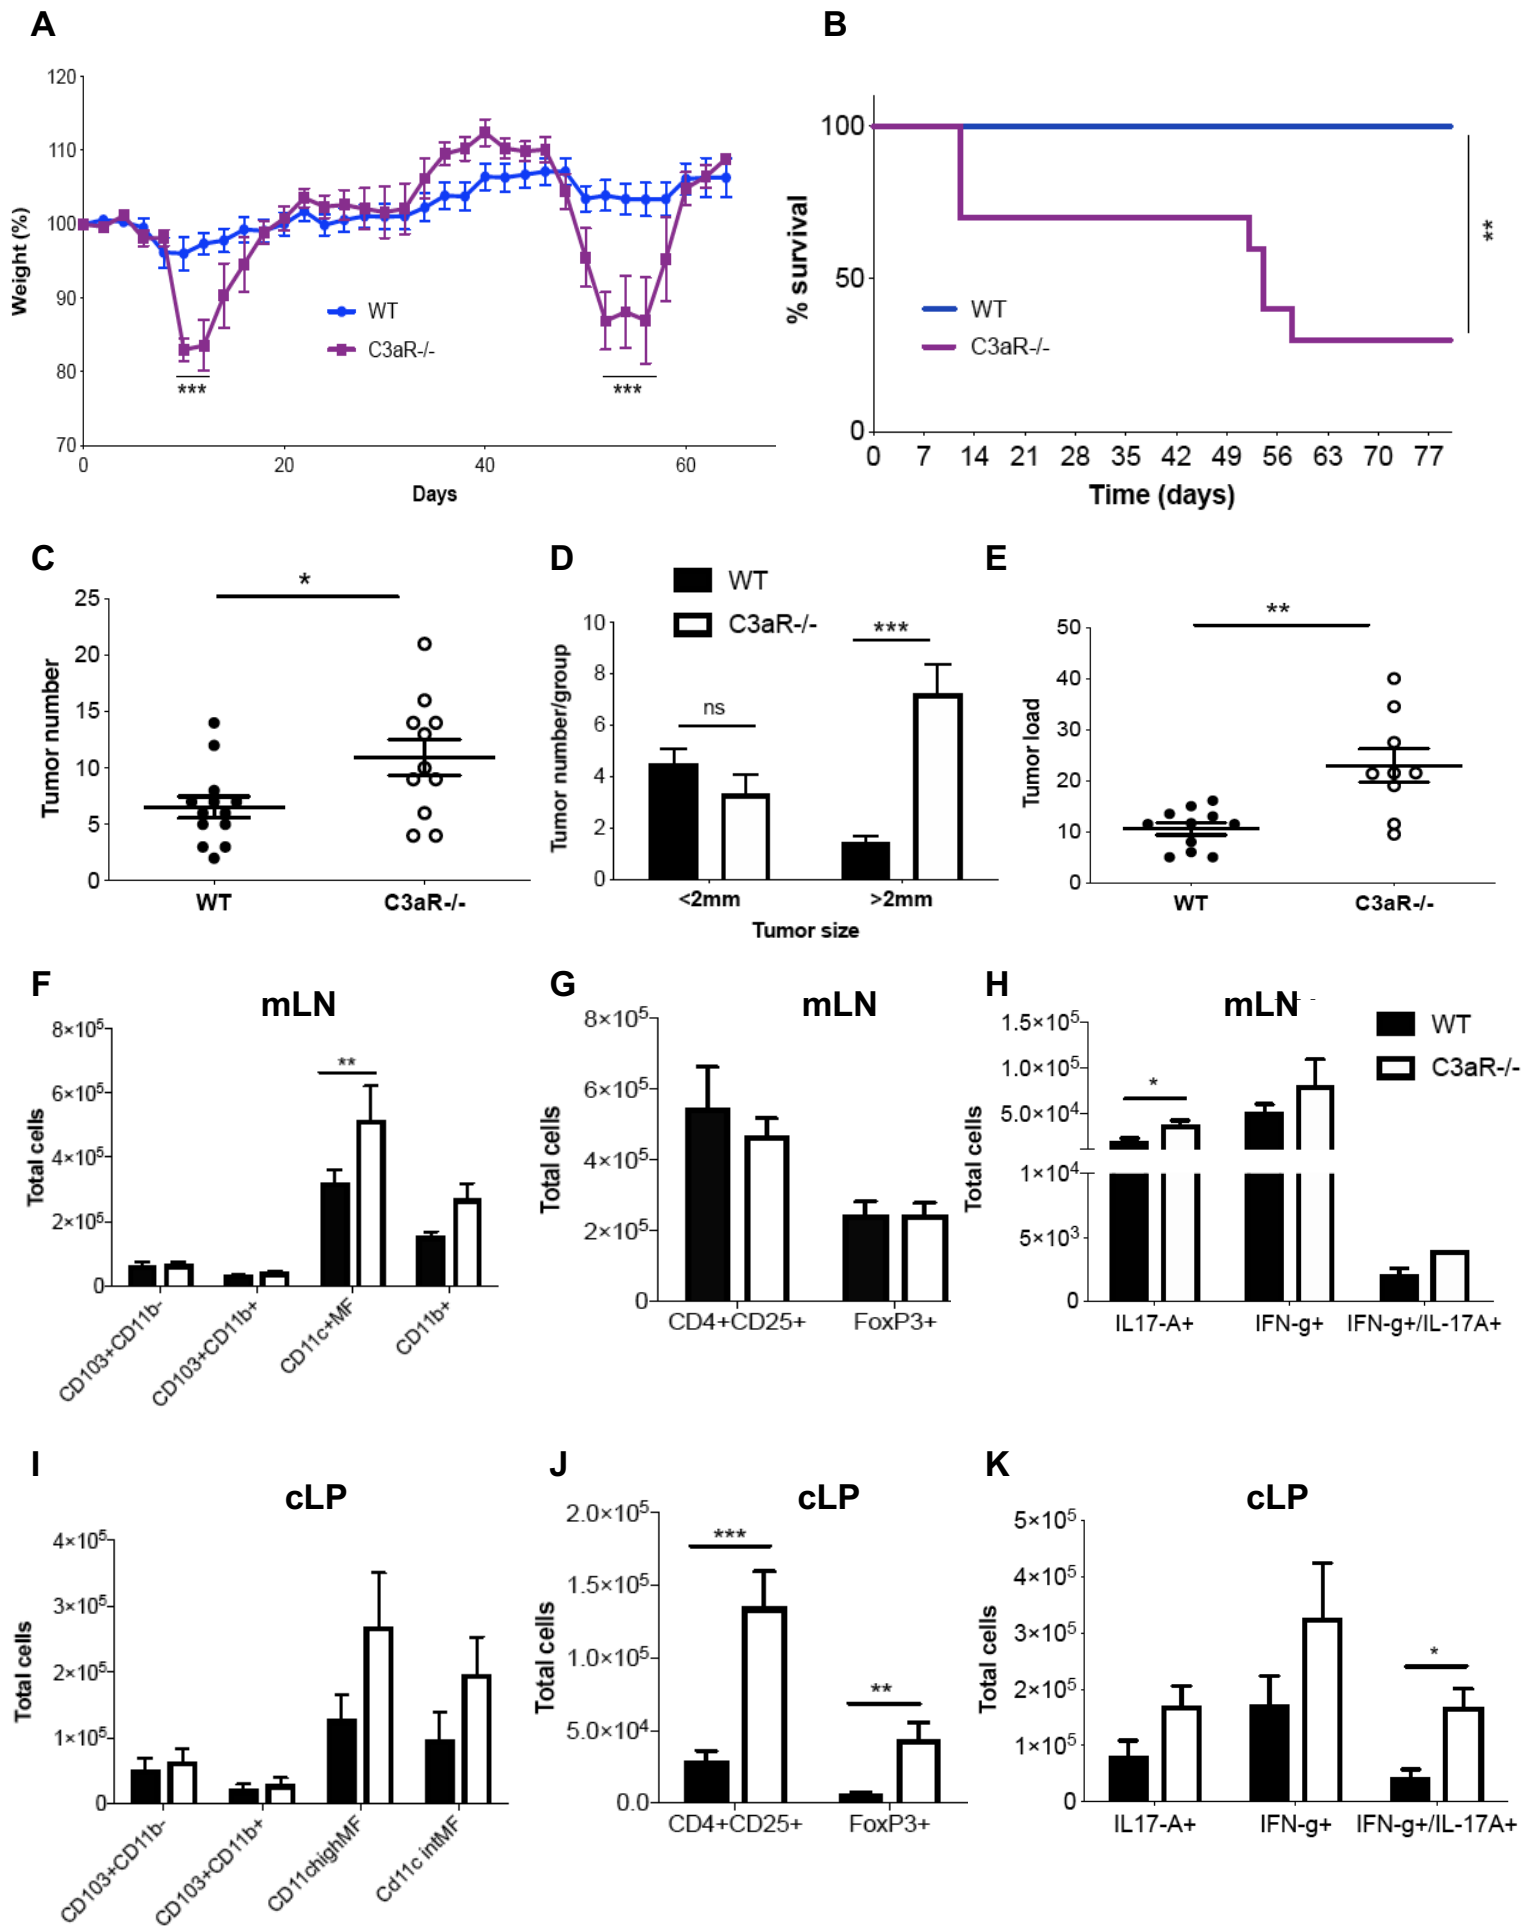 A
120
110
100
90
80
70
Weight (%)
WT
C3aR-/-
***
***
0 20 40 60
Days
B
100
50
0
% survival
WT
C3aR-/-
**
0 7 14 21 28 35 42 49 56 63 70 77
Time (days)
C
25
20
15
10
5
0
Tumor number
*
WT C3aR-/-
D
WT
C3aR-/-
10
8
6
4
2
0
Tumor number/group
ns
***
<2mm >2mm
Tumor size
E
50
40
30
20
10
0
Tumor load
**
WT C3aR-/-
F
mLN
8×10⁵
6×10⁵
4×10⁵
2×10⁵
0
Total cells
**
CD103+CD11b-
CD103+CD11b+
CD11c+MF
CD11b+
G
mLN
8×10⁵
6×10⁵
4×10⁵
2×10⁵
0
Total cells
CD4+CD25+ FoxP3+
H
mLN
WT
C3aR-/-
1.5×10⁵
1.0×10⁵
5.0×10⁴
1×10⁴
5×10³
0
Total cells
*
IL17-A+ IFN-g+ IFN-g+/IL-17A+
I
cLP
4×10⁵
3×10⁵
2×10⁵
1×10⁵
0
Total cells
CD103+CD11b-
CD103+CD11b+
CD11chighMF
Cd11c intMF
J
cLP
2.0×10⁵
1.5×10⁵
1.0×10⁵
5.0×10⁴
0.0
Total cells
***
**
CD4+CD25+ FoxP3+
K
cLP
5×10⁵
4×10⁵
3×10⁵
2×10⁵
1×10⁵
0
Total cells
*
IL17-A+ IFN-g+ IFN-g+/IL-17A+